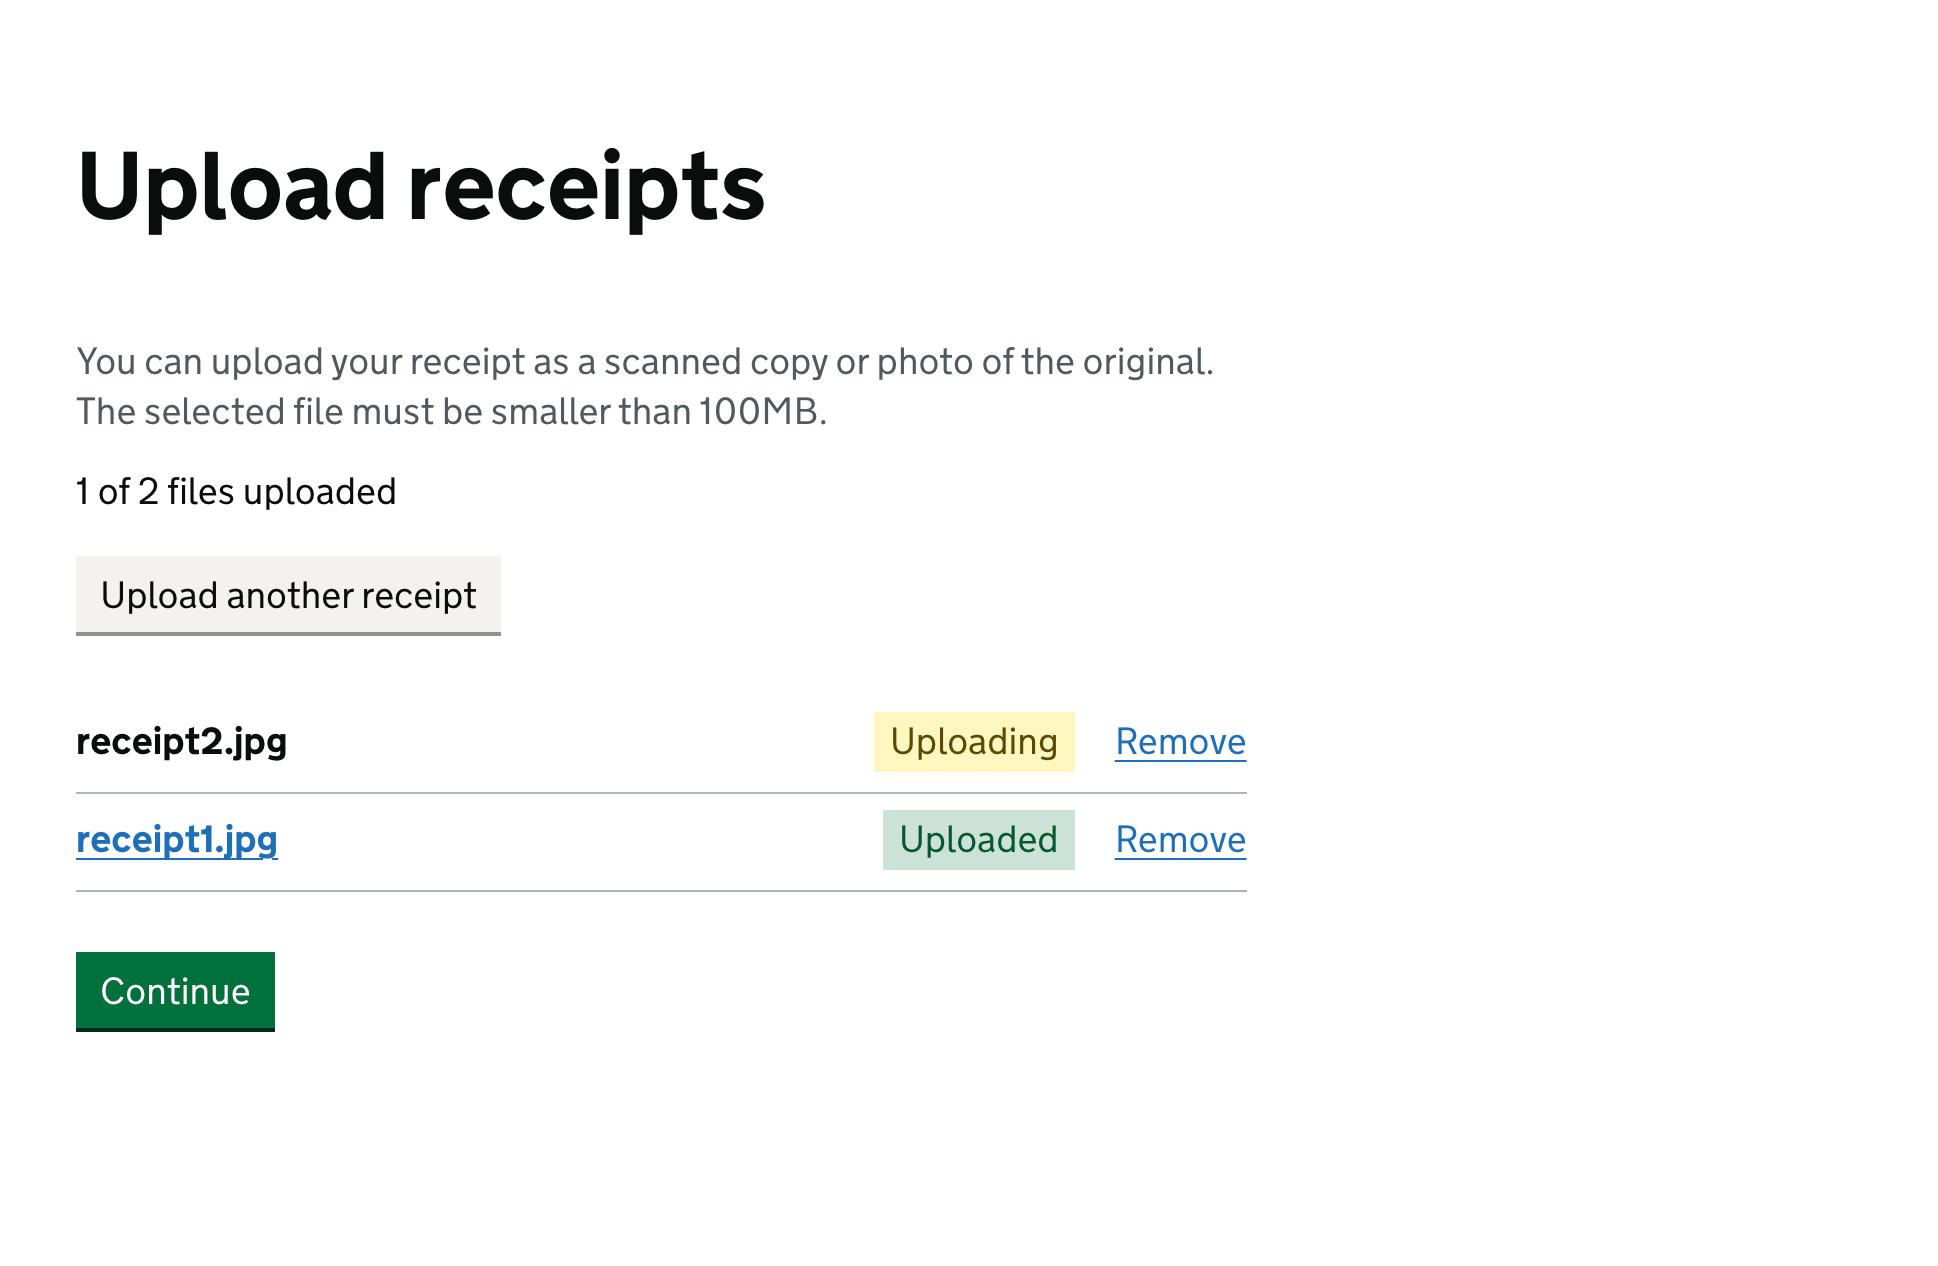 Upload receipts
You can upload your receipt as a scanned copy or photo of the original.
The selected file must be smaller than 100MB.
1 of 2 files uploaded
Upload another receipt
receipt2.jpg Uploading Remove
receipt1.jpg Uploaded Remove
Continue